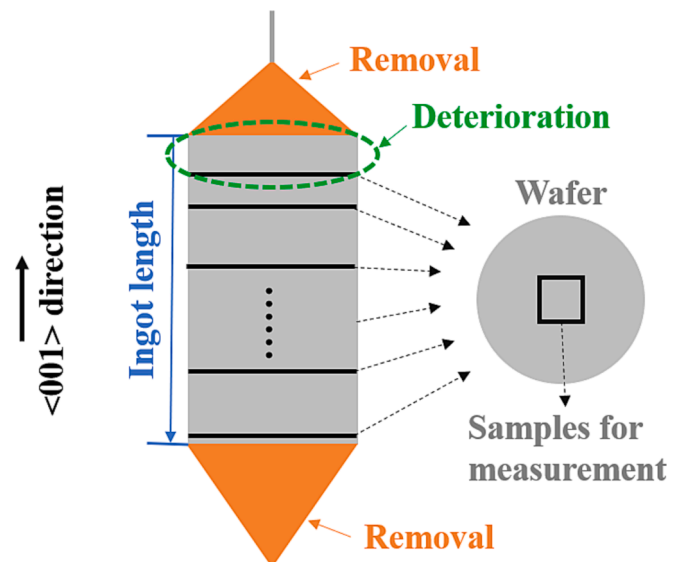 Removal
Deterioration
Wafer
Ingot length
<001> direction
Samples for
measurement
Removal